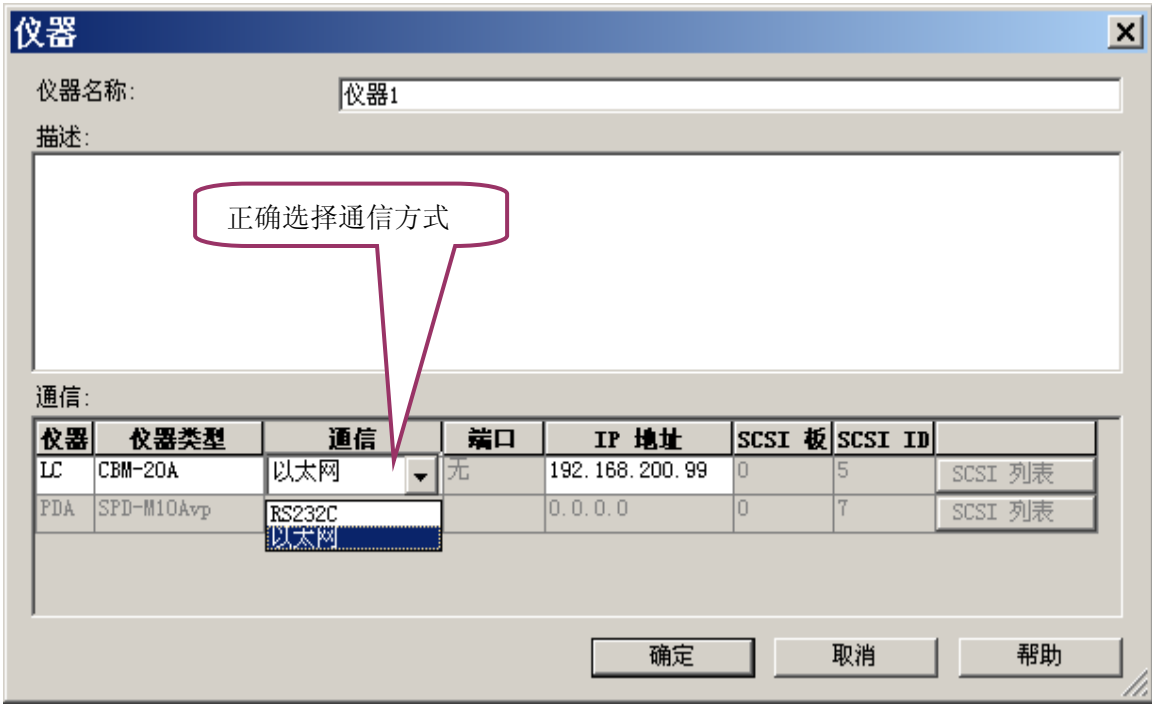 仪器
仪器名称: 仪器1
描述:
正确选择通信方式
通信:
仪器 仪器类型 通信 端口 IP 地址 SCSI 板 SCSI ID
LC CBM-20A 以太网 无 192.168.200.99 0 5 SCSI 列表
PDA SPD-M10Avp 0.0.0.0 0 7 SCSI 列表
RS232C
以太网
确定 取消 帮助